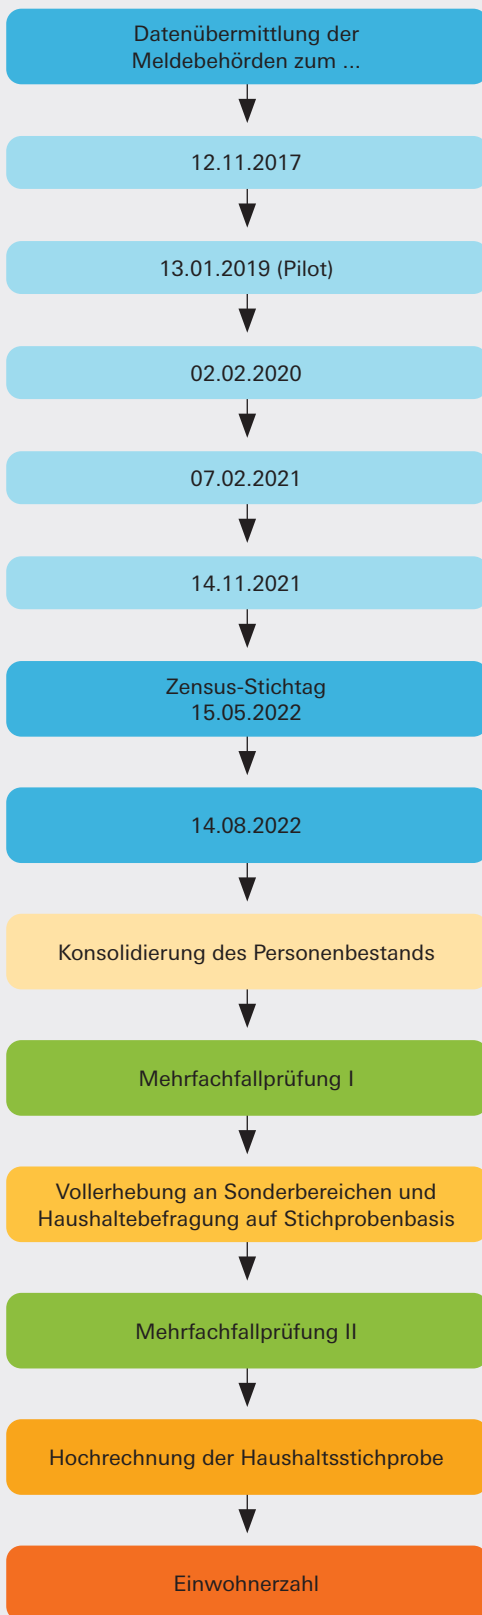 Datenübermittlung der
Meldebehörden zum ...
12.11.2017
13.01.2019 (Pilot)
02.02.2020
07.02.2021
14.11.2021
Zensus-Stichtag
15.05.2022
14.08.2022
Konsolidierung des Personenbestands
Mehrfachfallprüfung I
Vollerhebung an Sonderbereichen und
Haushaltebefragung auf Stichprobenbasis
Mehrfachfallprüfung II
Hochrechnung der Haushaltsstichprobe
Einwohnerzahl